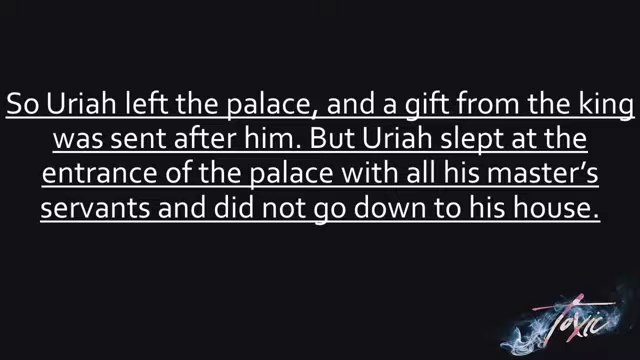 So Uriah left the palace, and a gift from the king
was sent after him. But Uriah slept at the
entrance of the palace with all his master’s
servants and did not go down to his house.
Toxic